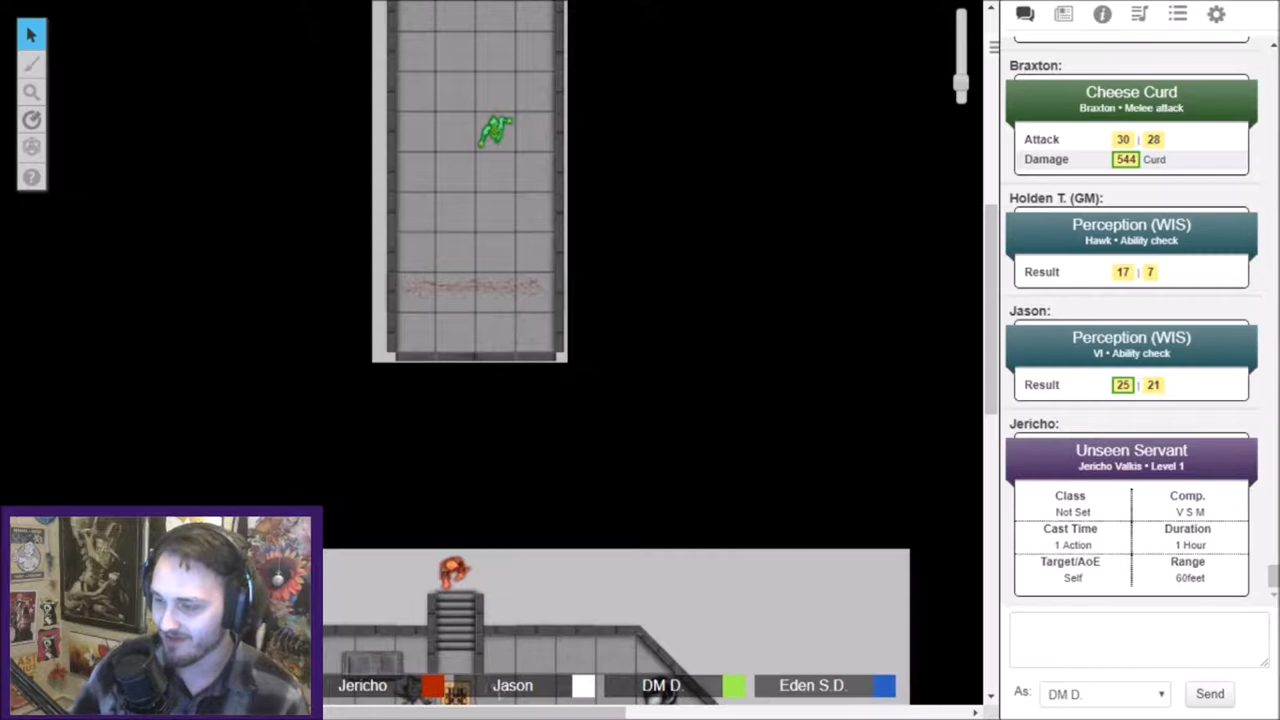 Braxton:
Cheese Curd
Braxton • Melee attack
Attack 30 | 28
Damage 544 Curd
Holden T. (GM):
Perception (WIS)
Hawk • Ability check
Result 17 | 7
Jason:
Perception (WIS)
VI • Ability check
Result 25 | 21
Jericho:
Unseen Servant
Jericho Valkis • Level 1
Class Comp.
Not Set V S M
Cast Time Duration
1 Action 1 Hour
Target/AoE Range
Self 60feet
As: DM D. Send
Jericho Jason DM D. Eden S.D.